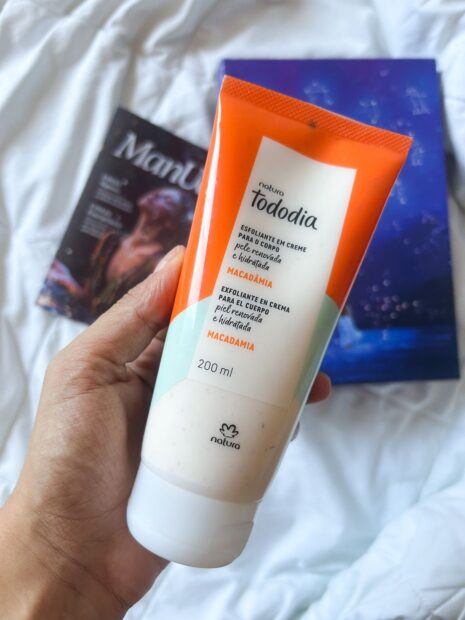 ManU
natura
tododia
ESFOLIANTE EM CREME
PARA O CORPO
pele renovada
e hidratada
MACADÂMIA
EXFOLIANTE EN CREMA
PARA EL CUERPO
piel renovada
e hidratada
MACADAMIA
200 ml
natura